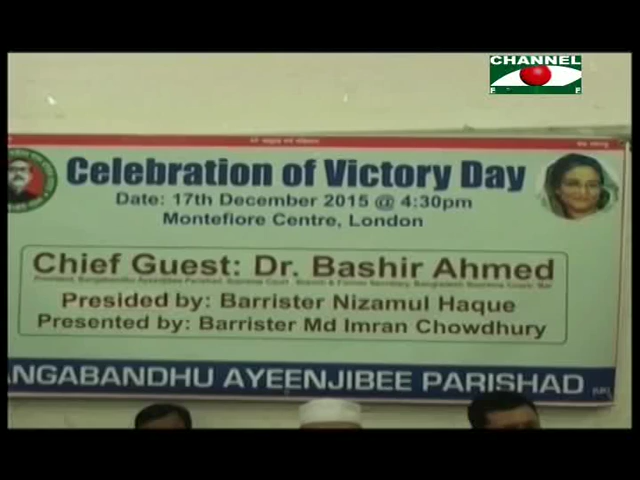 CHANNEL
Celebration of Victory Day
Date: 17th December 2015 @ 4:30pm
Montefiore Centre, London
Chief Guest: Dr. Bashir Ahmed
Presided by: Barrister Nizamul Haque
Presented by: Barrister Md Imran Chowdhury
ANGABANDHU AYEENJIBEE PARISHAD